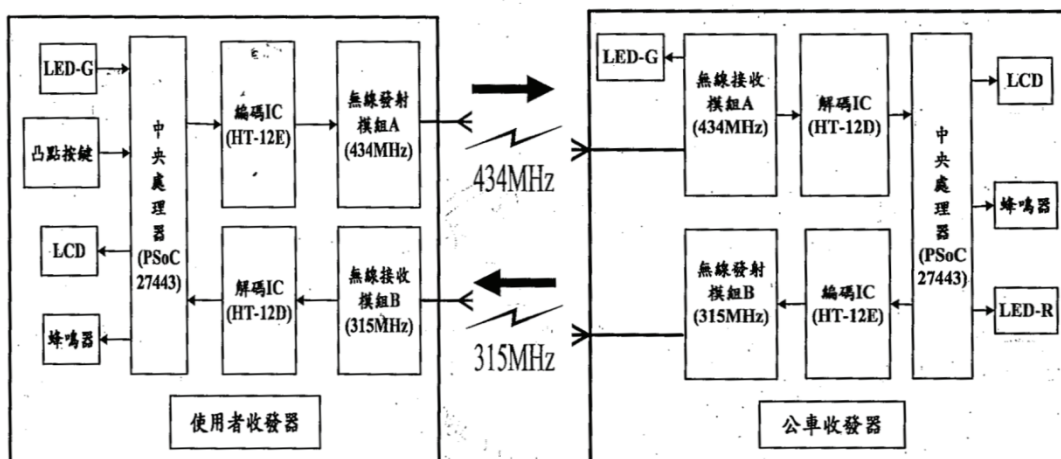 LED-G
凸點按鍵
LCD
蜂鳴器
中
央
處
理
器
(PSoC
27443)
編碼IC
(HT-12E)
無線發射
模組A
(434MHz)
解碼IC
(HT-12D)
無線接收
模組B
(315MHz)
使用者收發器
434MHz
315MHz
LED-G
無線接收
模組A
(434MHz)
解碼IC
(HT-12D)
無線發射
模組B
(315MHz)
編碼IC
(HT-12E)
中
央
處
理
器
(PSoC
27443)
LCD
蜂鳴器
LED-R
公車收發器